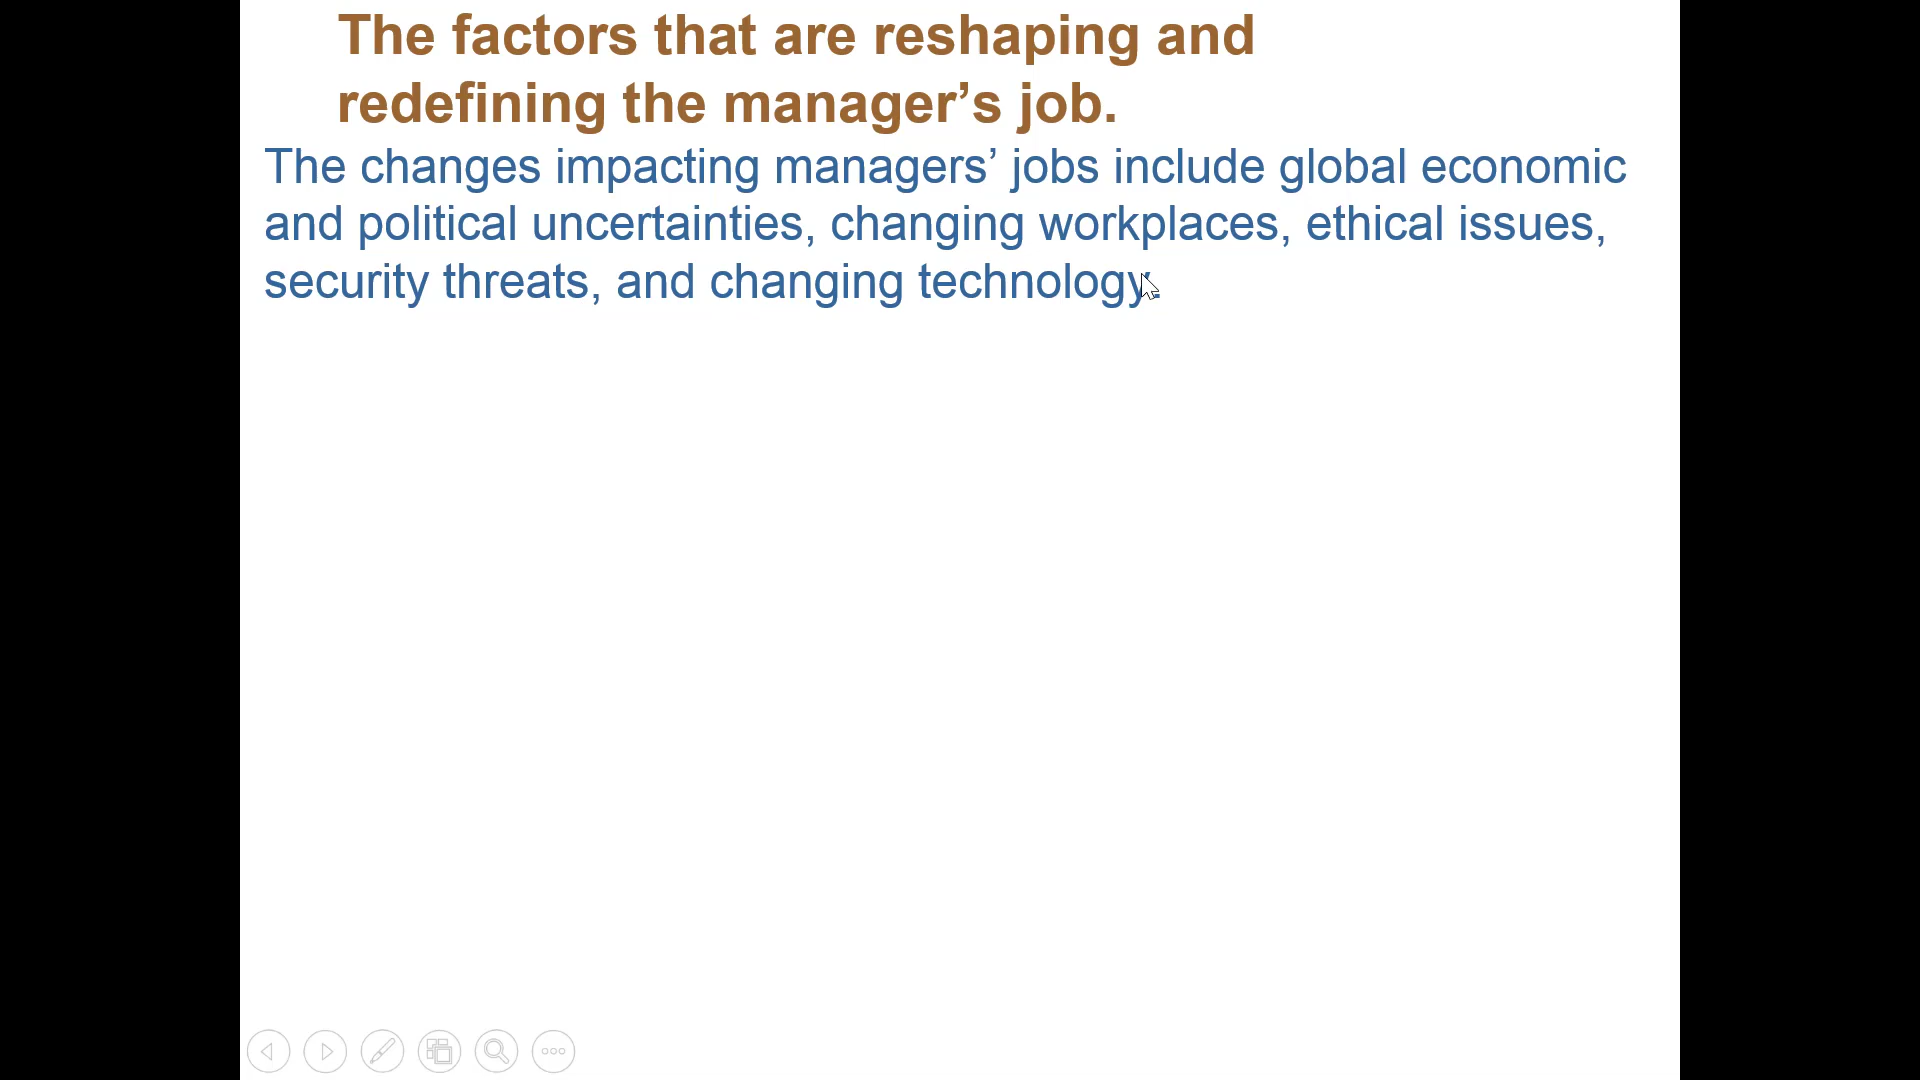 The factors that are reshaping and
redefining the manager’s job.
The changes impacting managers’ jobs include global economic
and political uncertainties, changing workplaces, ethical issues,
security threats, and changing technology.